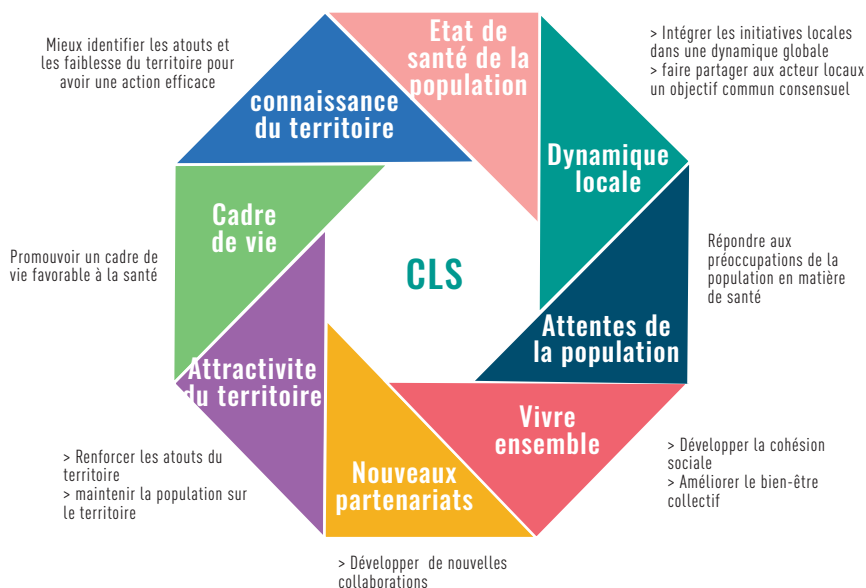 Etat de
santé de la
population
> Intégrer les initiatives locales
dans une dynamique globale
> faire partager aux acteur locaux
un objectif commun consensuel
Dynamique
locale
Répondre aux
préoccupations de la
population en matière
de santé
Attentes de
la population
Vivre
ensemble
> Développer la cohésion
sociale
> Améliorer le bien-être
collectif
Nouveaux
partenariats
> Développer de nouvelles
collaborations
Attractivite
du territoire
> Renforcer les atouts du
territoire
> maintenir la population sur
le territoire
Cadre
de vie
Promouvoir un cadre de
vie favorable à la santé
connaissance
du territoire
Mieux identifier les atouts et
les faiblesse du territoire pour
avoir une action efficace
CLS